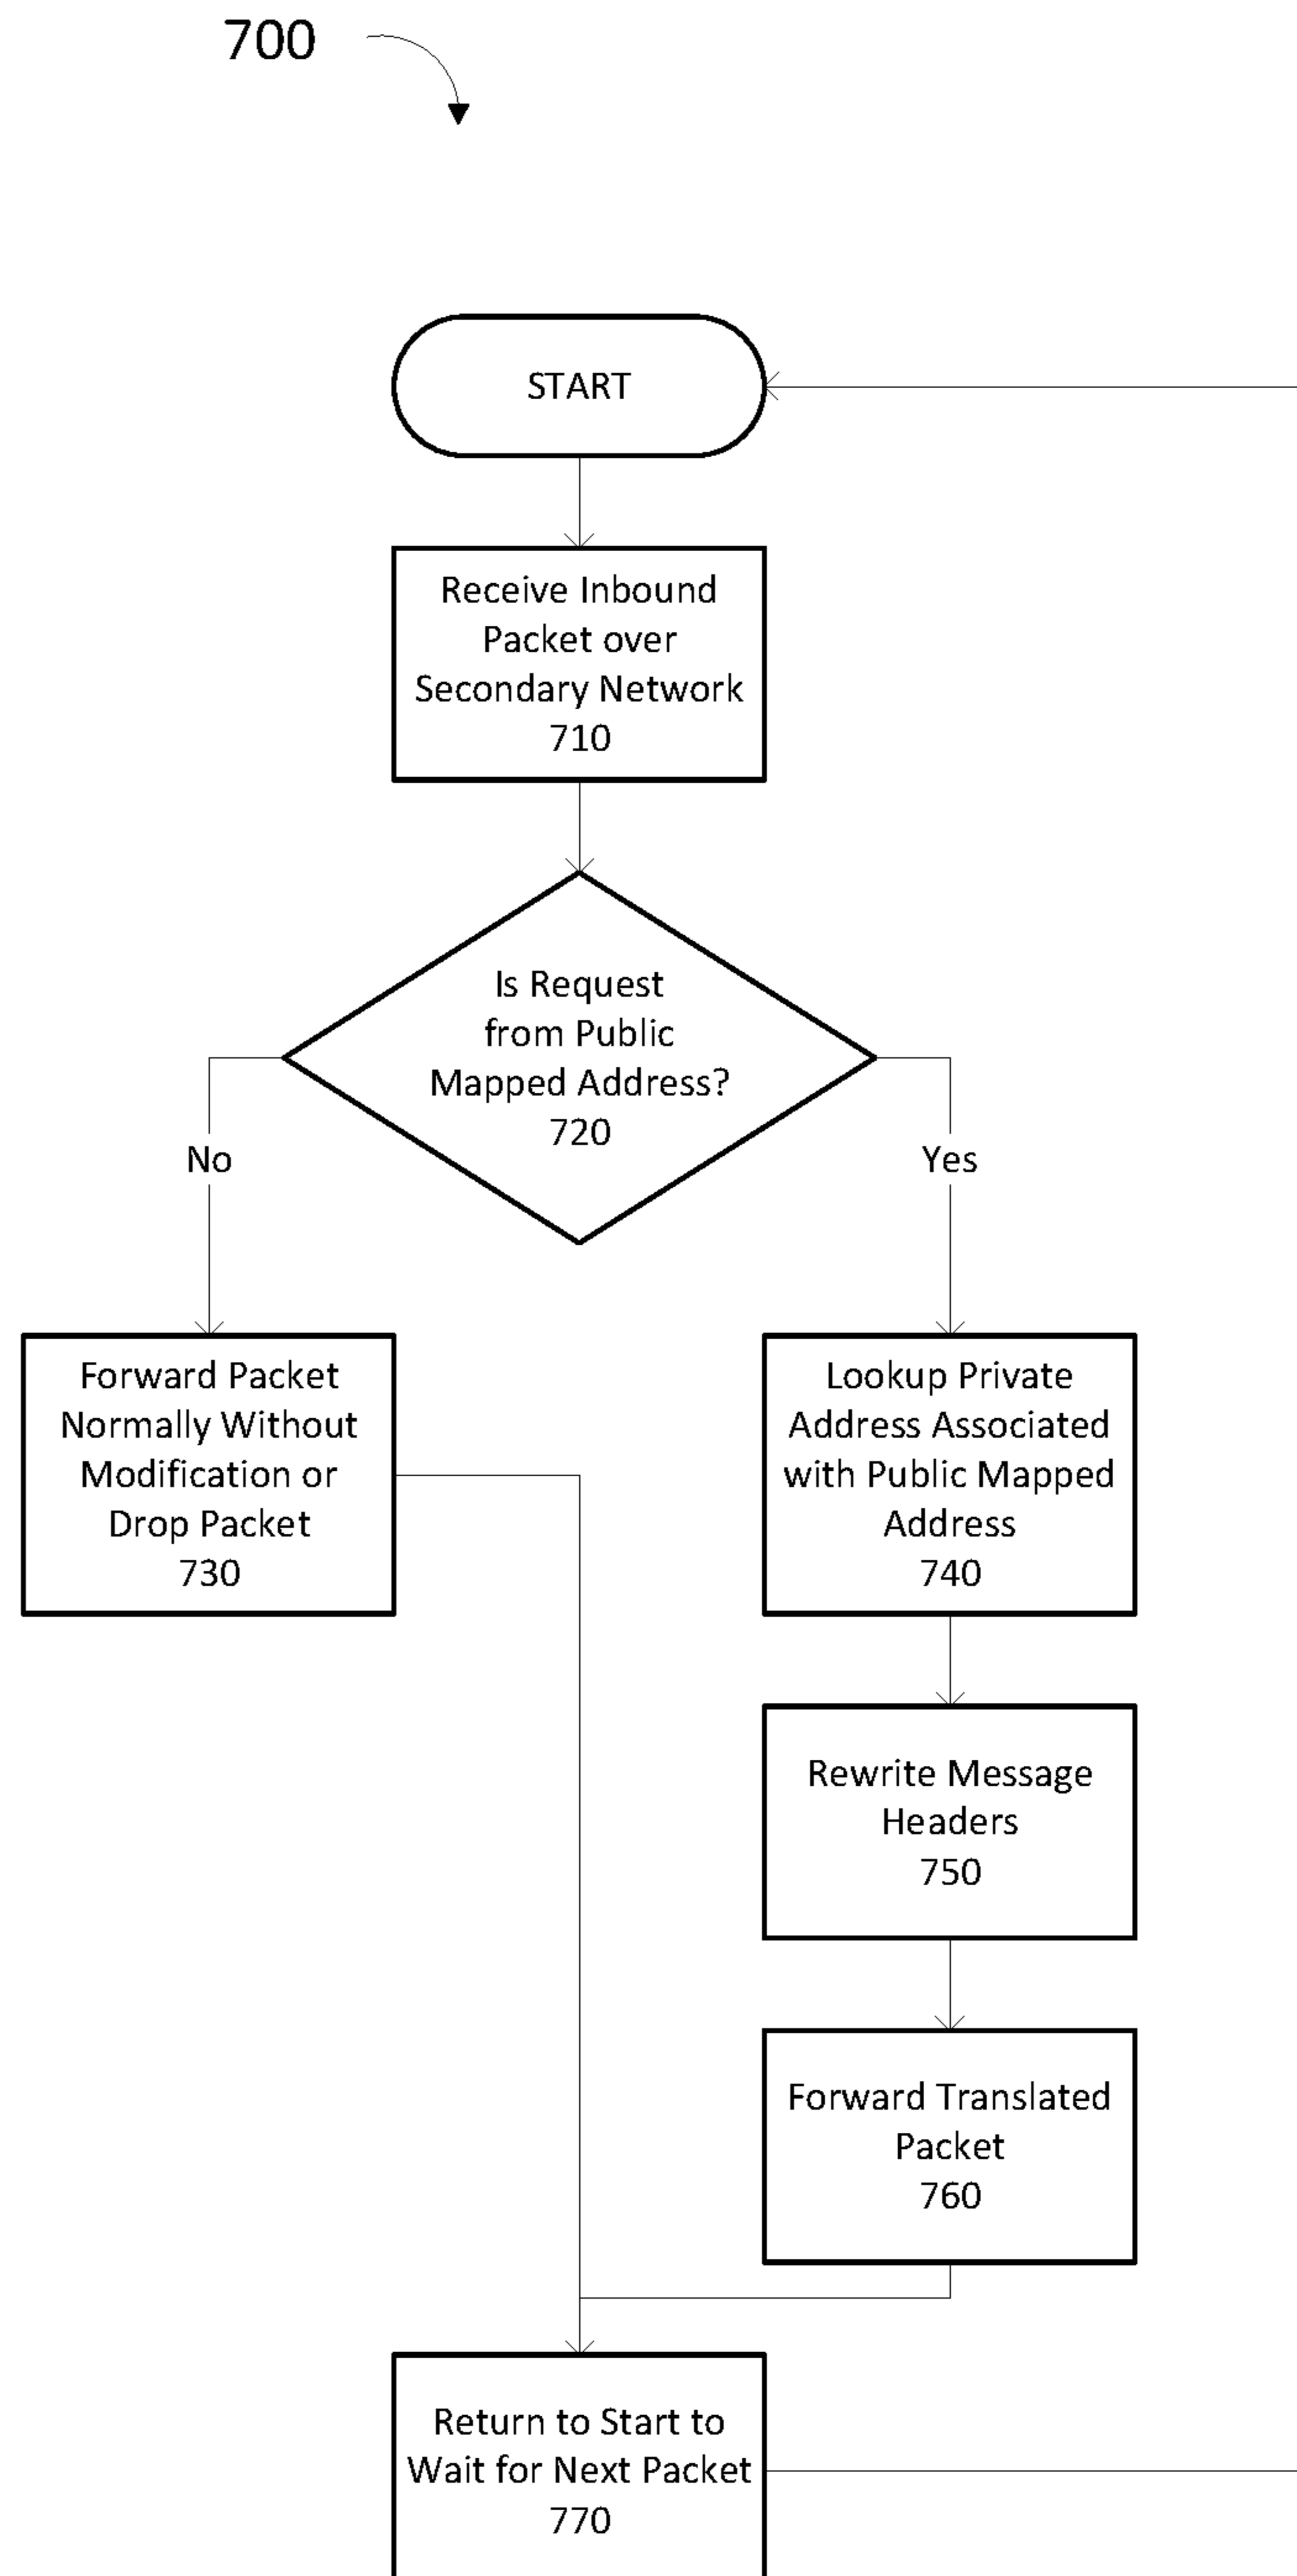 700
START
Receive Inbound
Packet over
Secondary Network
710
Is Request
from Public
Mapped Address?
720
No
Yes
Forward Packet
Normally Without
Modification or
Drop Packet
730
Lookup Private
Address Associated
with Public Mapped
Address
740
Rewrite Message
Headers
750
Forward Translated
Packet
760
Return to Start to
Wait for Next Packet
770